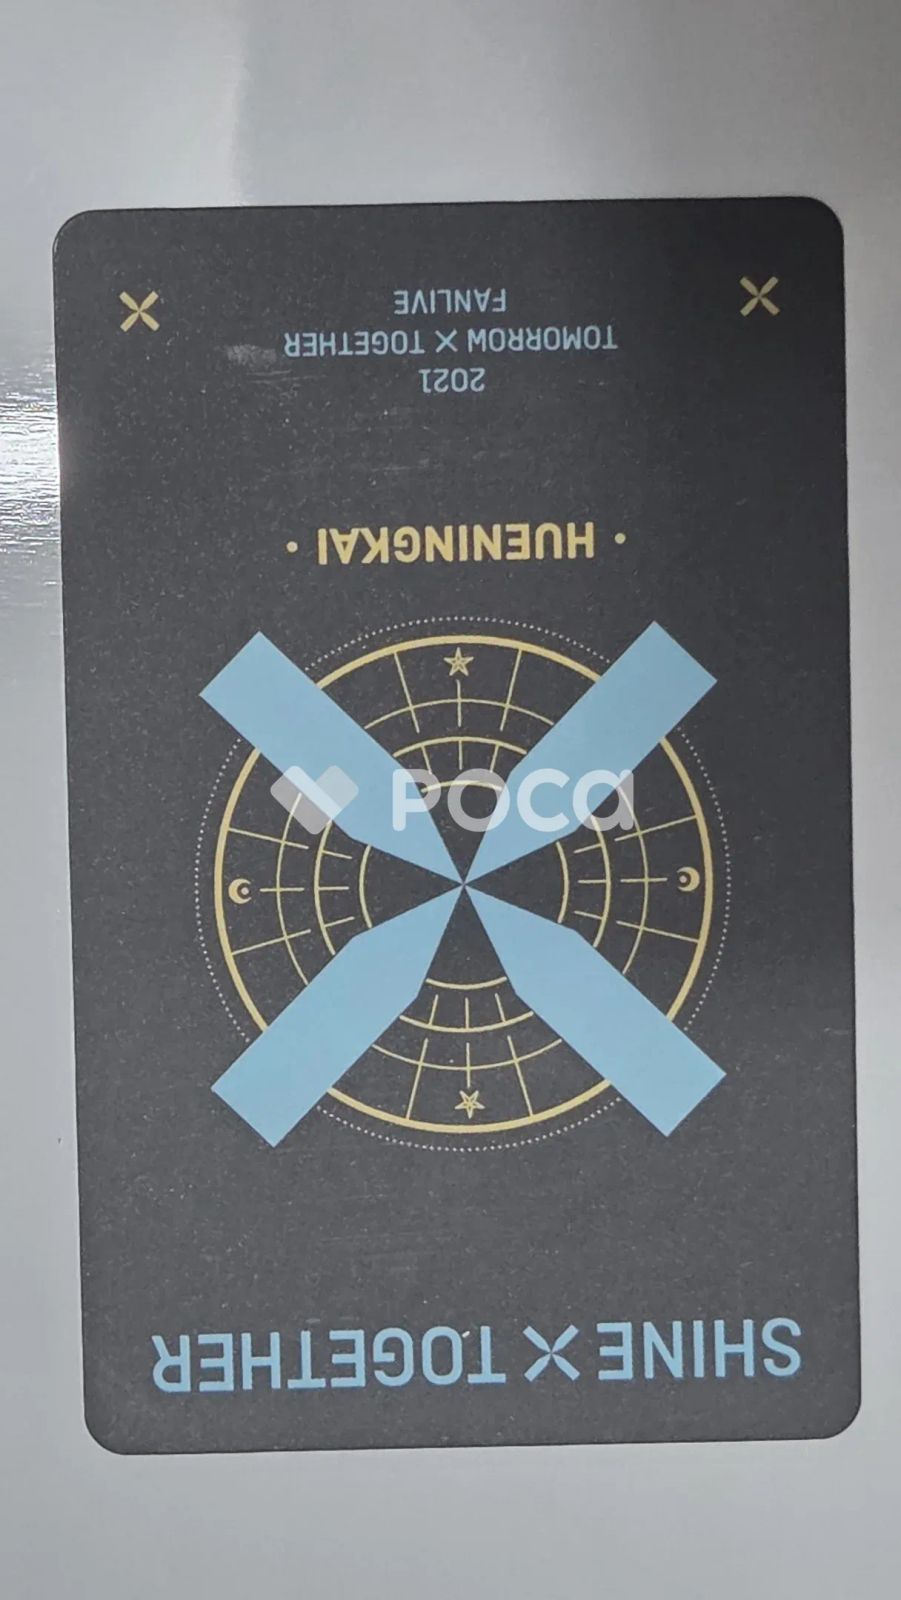 SHINE X TOGETHER
• HUENINGKAI •
2021
TOMORROW X TOGETHER
FANLIVE
POCA